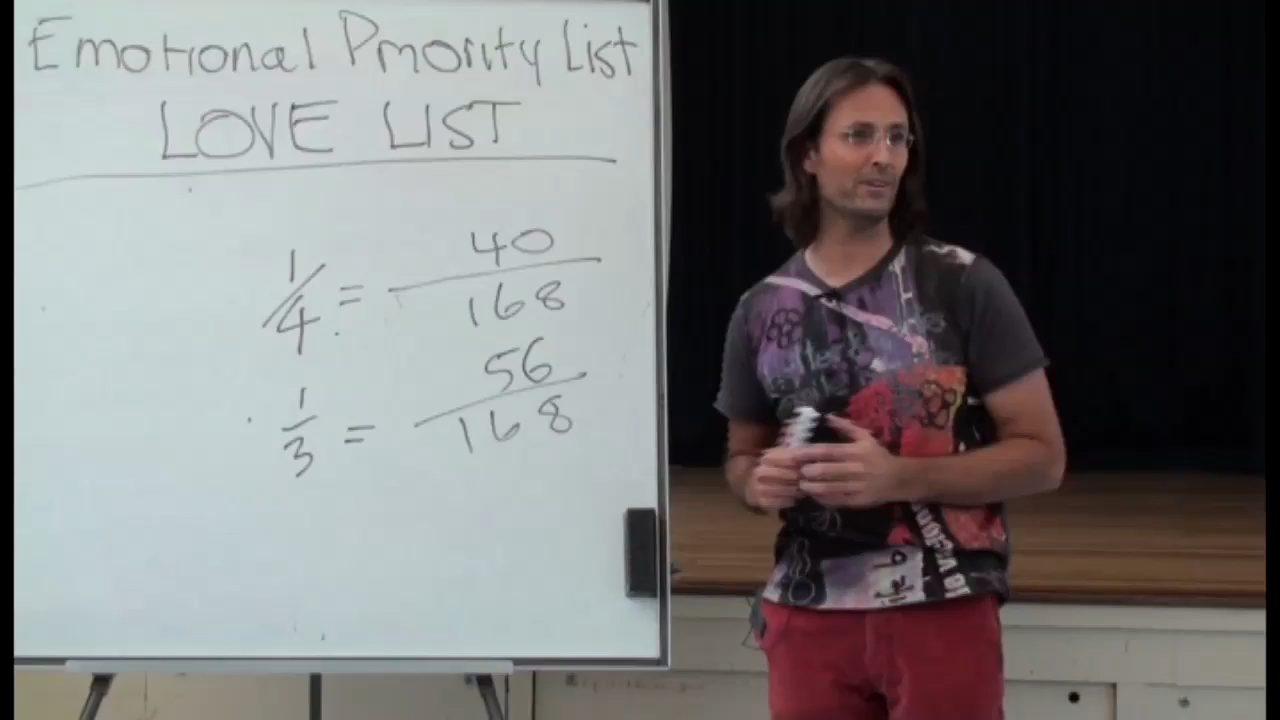 Emotional Priority List
LOVE LIST
1/4 = 40/168
1/3 = 56/168